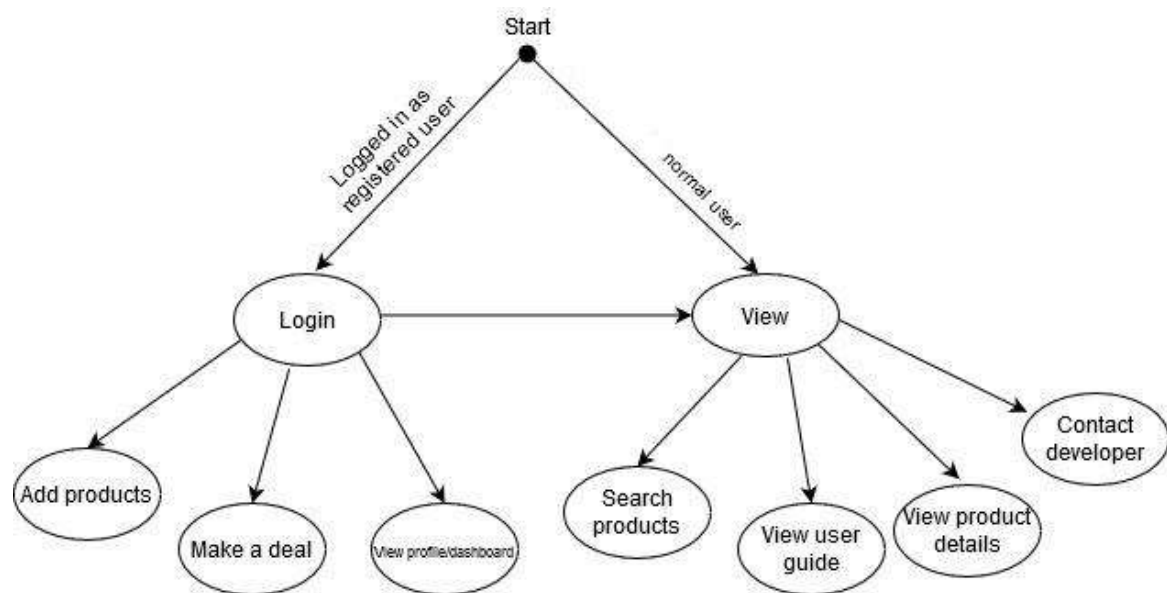 Start
Logged in as
registered user
normal user
Login
View
Add products
Make a deal
View profile/dashboard
Search
products
View user
guide
View product
details
Contact
developer